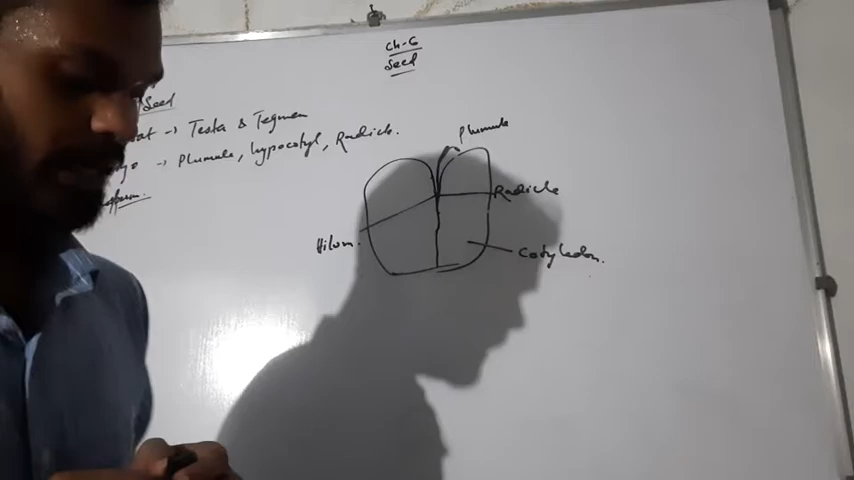 Ch-6
Seed
Seed
→ Testa & Tegmen
→ Plumule, hypocotyl, Radicle.
Plumule
Radicle
Hilum.
Cotyledon.